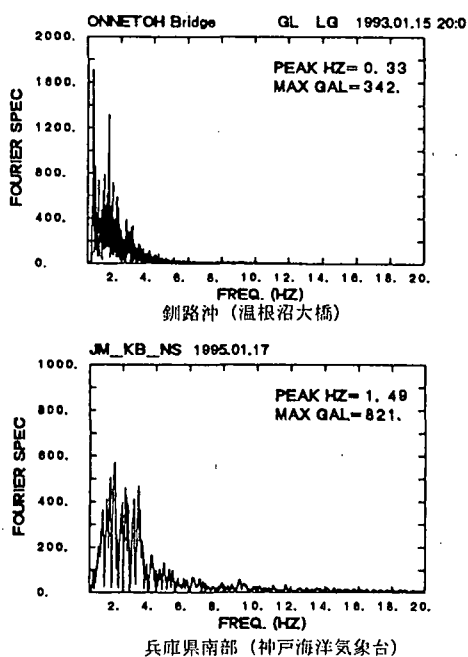 ONNETOH Bridge GL LG 1993.01.15 20:0
PEAK HZ= 0. 33
MAX GAL= 342.
FOURIER SPEC
2000.
1600.
1200.
800.
400.
0.
2. 4. 6. 8. 10. 12. 14. 16. 18. 20.
FREQ. (HZ)
釧路沖（温根沼大橋）
JM_KB_NS 1995.01.17
PEAK HZ= 1. 49
MAX GAL= 821.
FOURIER SPEC
1000.
800.
600.
400.
200.
0.
2. 4. 6. 8. 10. 12. 14. 16. 18. 20.
FREQ. (HZ)
兵庫県南部（神戸海洋気象台）